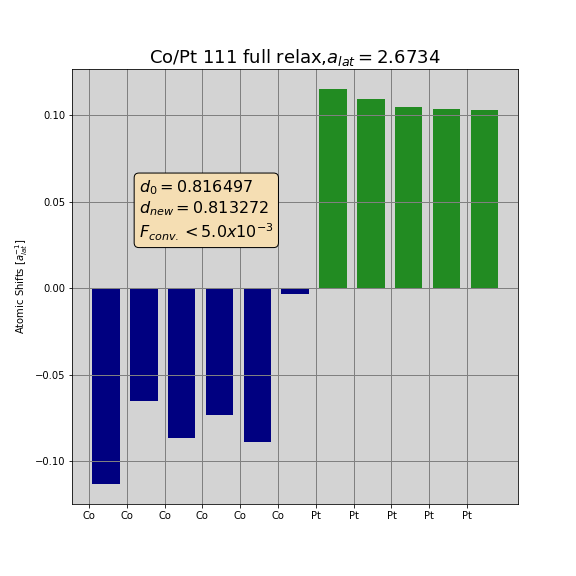 Co/Pt 111 full relax,a_{lat} = 2.6734
0.10
d_0 = 0.816497
0.05
d_{new} = 0.813272
F_{conv.} < 5.0x10^{-3}
Atomic Shifts [a_{lat}^{-1}]
0.00
−0.05
−0.10
Co Co Co Co Co Co Pt Pt Pt Pt Pt